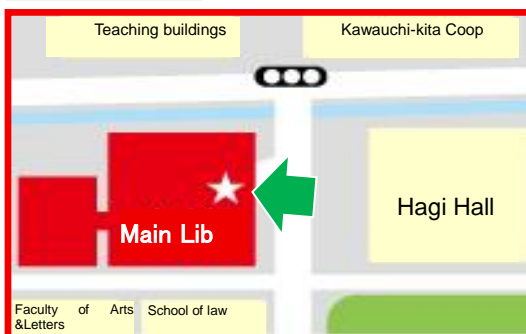 Teaching buildings
Kawauchi-kita Coop
Main Lib
Hagi Hall
Faculty of Arts
&Letters
School of law